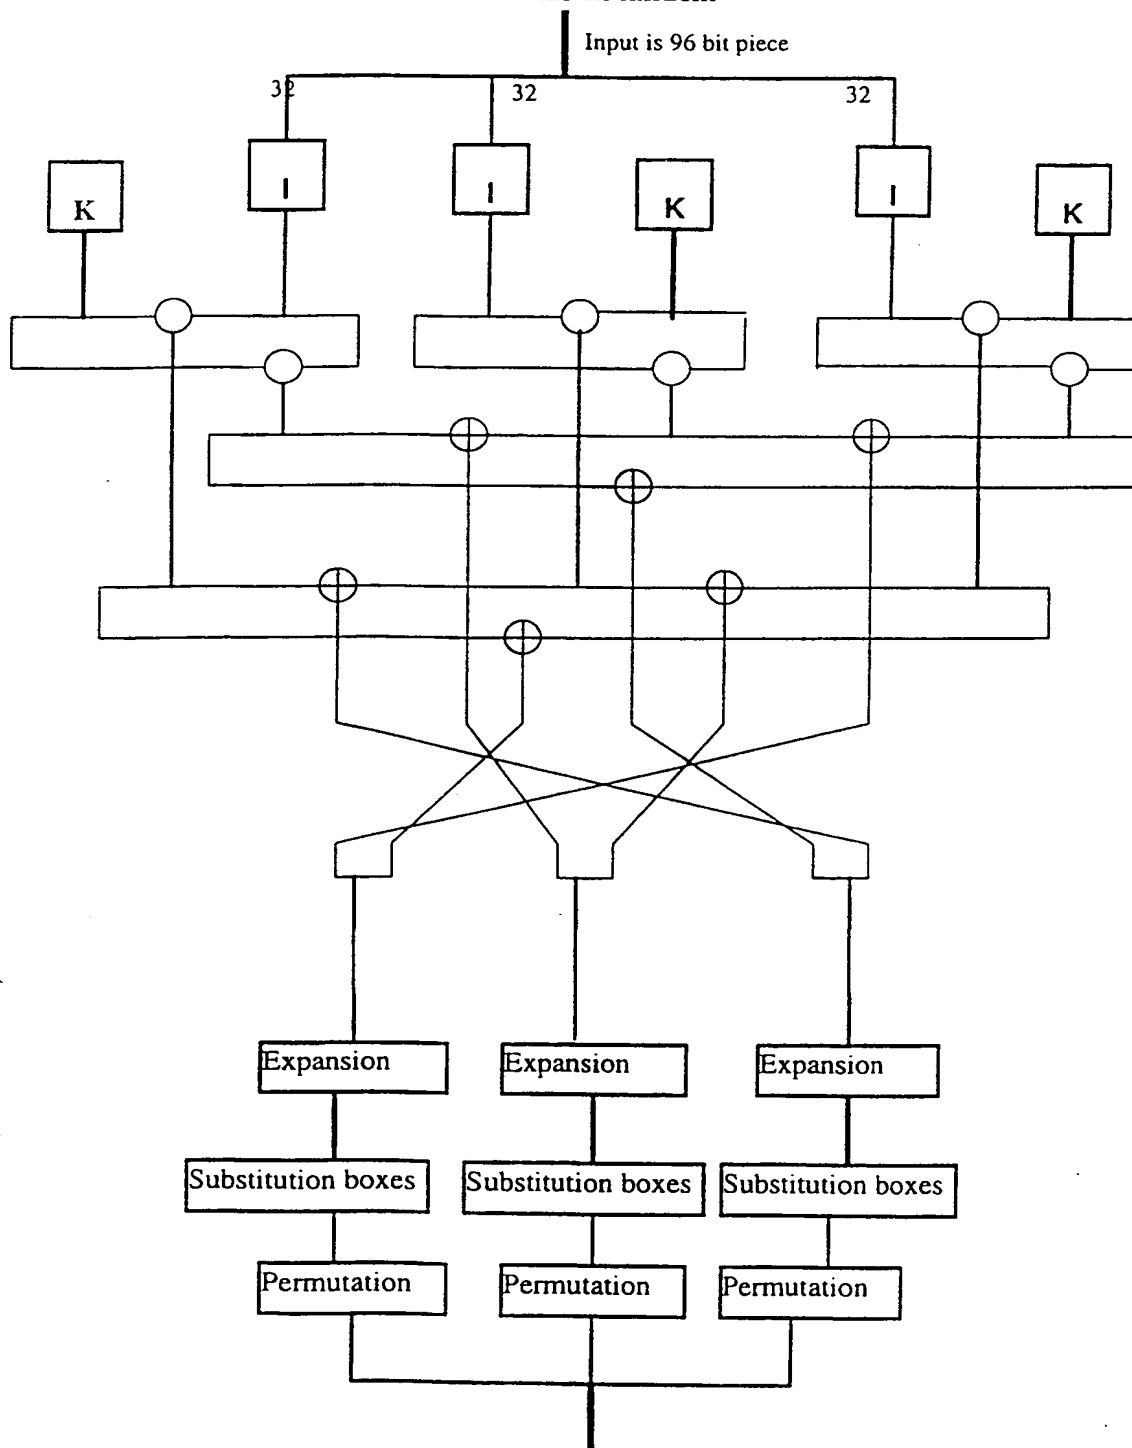 Input is 96 bit piece
32 32 32
I I I
K K K
Expansion Expansion Expansion
Substitution boxes Substitution boxes Substitution boxes
Permutation Permutation Permutation